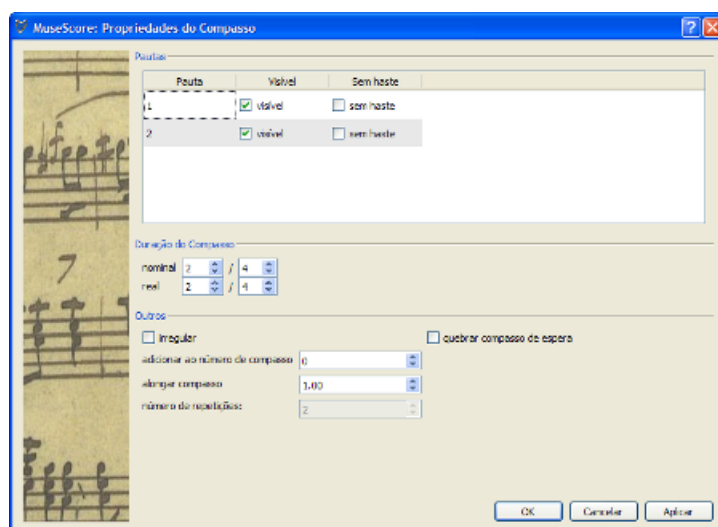 MuseScore: Propriedades do Compasso
Pautas
Pauta Visível Sem haste
1 visível sem haste
2 visível sem haste
Duração do Compasso
nominal 2 / 4
real 2 / 4
Outros
Irregular quebrar compasso de espera
adicionar ao número de compasso 0
alongar compasso 1.00
número de repetições: 2
OK Cancelar Aplicar
7